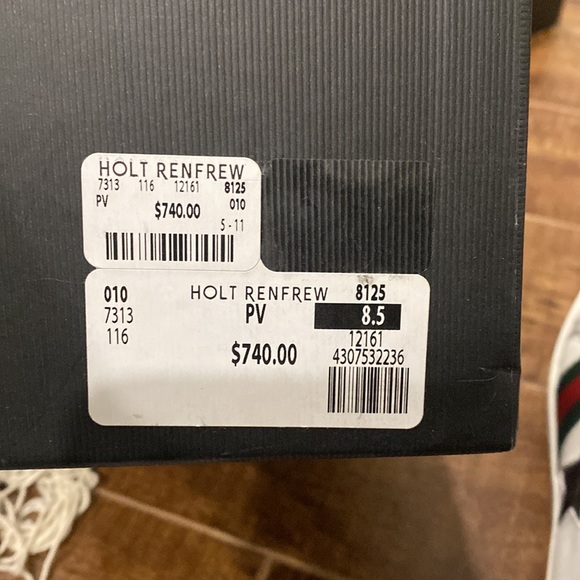 HOLT RENFREW
7313 116 12161 8125
PV $740.00 010
5 - 11
010 HOLT RENFREW 8125
7313 PV 8.5
116 12161
$740.00 4307532236